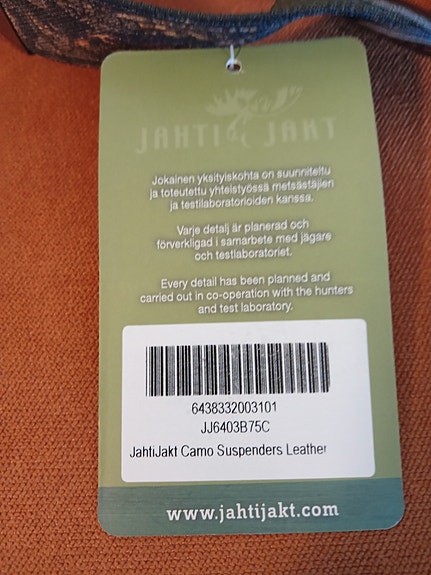 JAHTI JAKT
Jokainen yksityiskohta on suunniteltu
ja toteutettu yhteistyössä metsästäjien
ja testilaboratorioiden kanssa.
Varje detalj är planerad och
förverkligad i samarbete med jägare
och testlaboratoriet.
Every detail has been planned and
carried out in co-operation with the hunters
and test laboratory.
6438332003101
JJ6403B75C
JahtiJakt Camo Suspenders Leather
www.jahtijakt.com